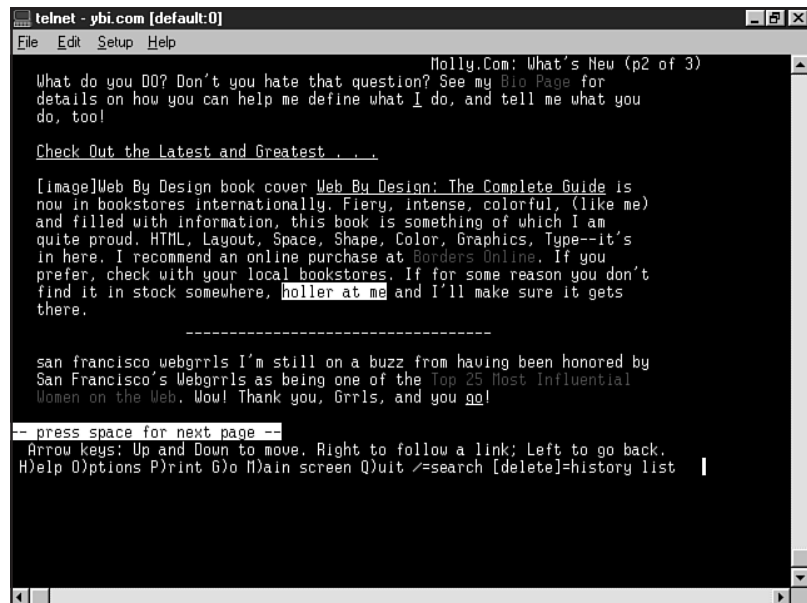 telnet - ybi.com [default:0]
File Edit Setup Help
Molly.Com: What's New (p2 of 3)
What do you DO? Don't you hate that question? See my Bio Page for
details on how you can help me define what I do, and tell me what you
do, too!
Check Out the Latest and Greatest . . .
[image]Web By Design book cover Web By Design: The Complete Guide is
now in bookstores internationally. Fiery, intense, colorful, (like me)
and filled with information, this book is something of which I am
quite proud. HTML, Layout, Space, Shape, Color, Graphics, Type--it's
in here. I recommend an online purchase at Borders Online. If you
prefer, check with your local bookstores. If for some reason you don't
find it in stock somewhere, holler at me and I'll make sure it gets
there.
-----------------------------------
san francisco webgrrls I'm still on a buzz from having been honored by
San Francisco's Webgrrls as being one of the Top 25 Most Influential
Women on the Web. Wow! Thank you, Grrls, and you go!
-- press space for next page --
Arrow keys: Up and Down to move. Right to follow a link; Left to go back.
H)elp O)ptions P)rint G)o M)ain screen Q)uit /=search [delete]=history list